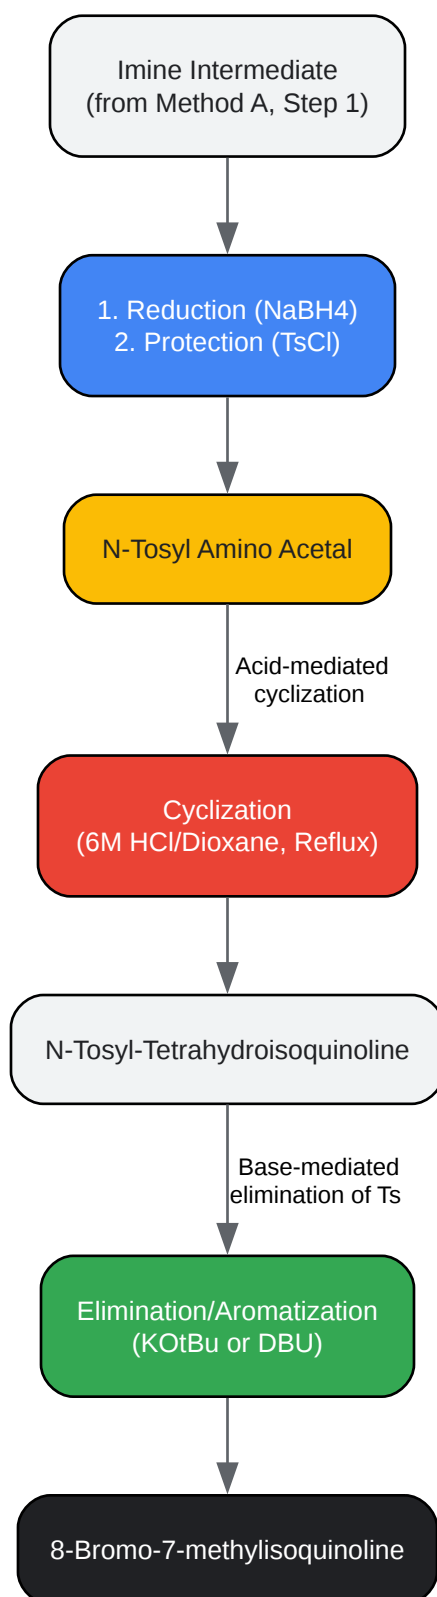 Imine Intermediate
(from Method A, Step 1)
1. Reduction (NaBH4)
2. Protection (TsCl)
N-Tosyl Amino Acetal
Acid-mediated
cyclization
Cyclization
(6M HCl/Dioxane, Reflux)
N-Tosyl-Tetrahydroisoquinoline
Base-mediated
elimination of Ts
Elimination/Aromatization
(KOtBu or DBU)
8-Bromo-7-methylisoquinoline